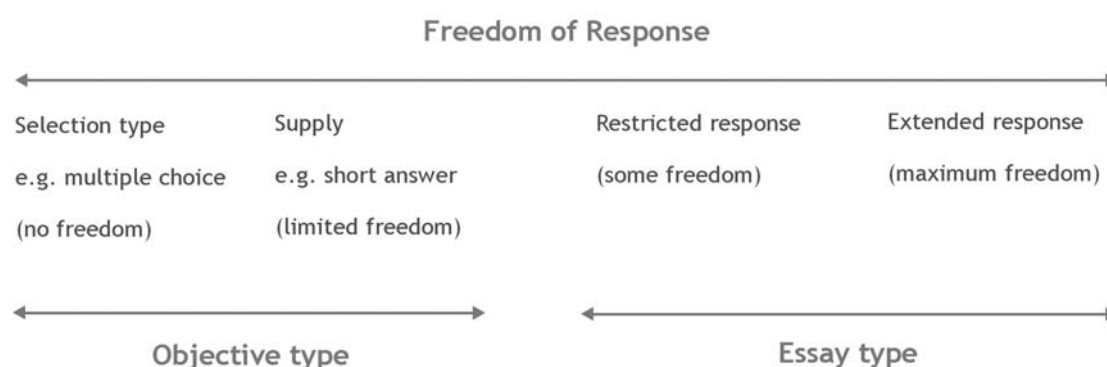 Freedom of Response
Selection type
e.g. multiple choice
(no freedom)
Supply
e.g. short answer
(limited freedom)
Restricted response
(some freedom)
Extended response
(maximum freedom)
Objective type
Essay type